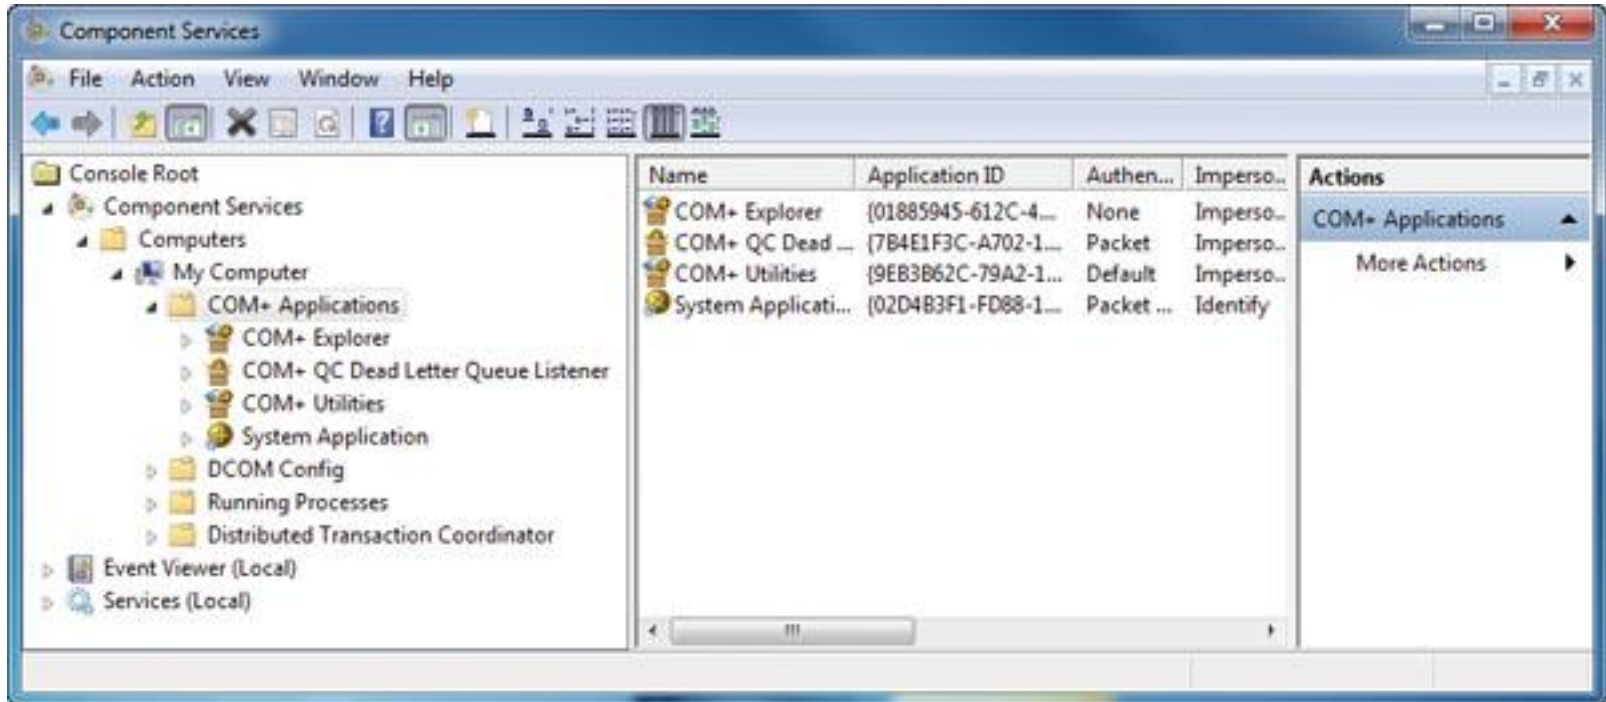 Component Services
File Action View Window Help
Console Root
Component Services
Computers
My Computer
COM+ Applications
COM+ Explorer
COM+ QC Dead Letter Queue Listener
COM+ Utilities
System Application
DCOM Config
Running Processes
Distributed Transaction Coordinator
Event Viewer (Local)
Services (Local)
Name Application ID Authen... Imperso...
COM+ Explorer {01885945-612C-4... None Imperso...
COM+ QC Dead ... {7B4E1F3C-A702-1... Packet Imperso...
COM+ Utilities {9EB3B62C-79A2-1... Default Imperso...
System Applicati... {02D4B3F1-FD88-1... Packet ... Identify
Actions
COM+ Applications
More Actions